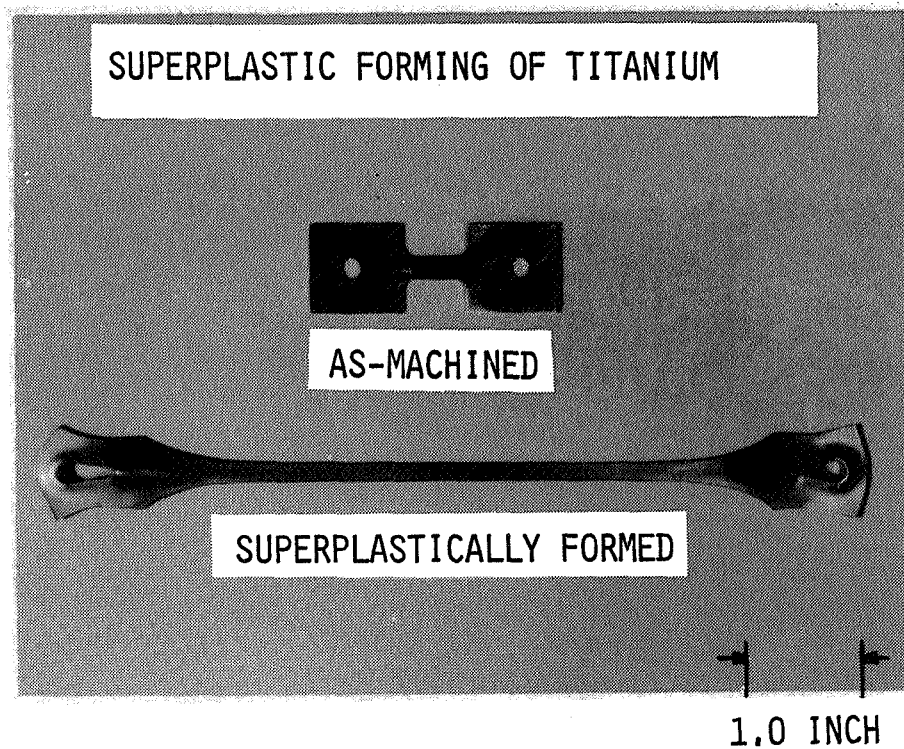 SUPERPLASTIC FORMING OF TITANIUM
AS-MACHINED
SUPERPLASTICALLY FORMED
1.0 INCH